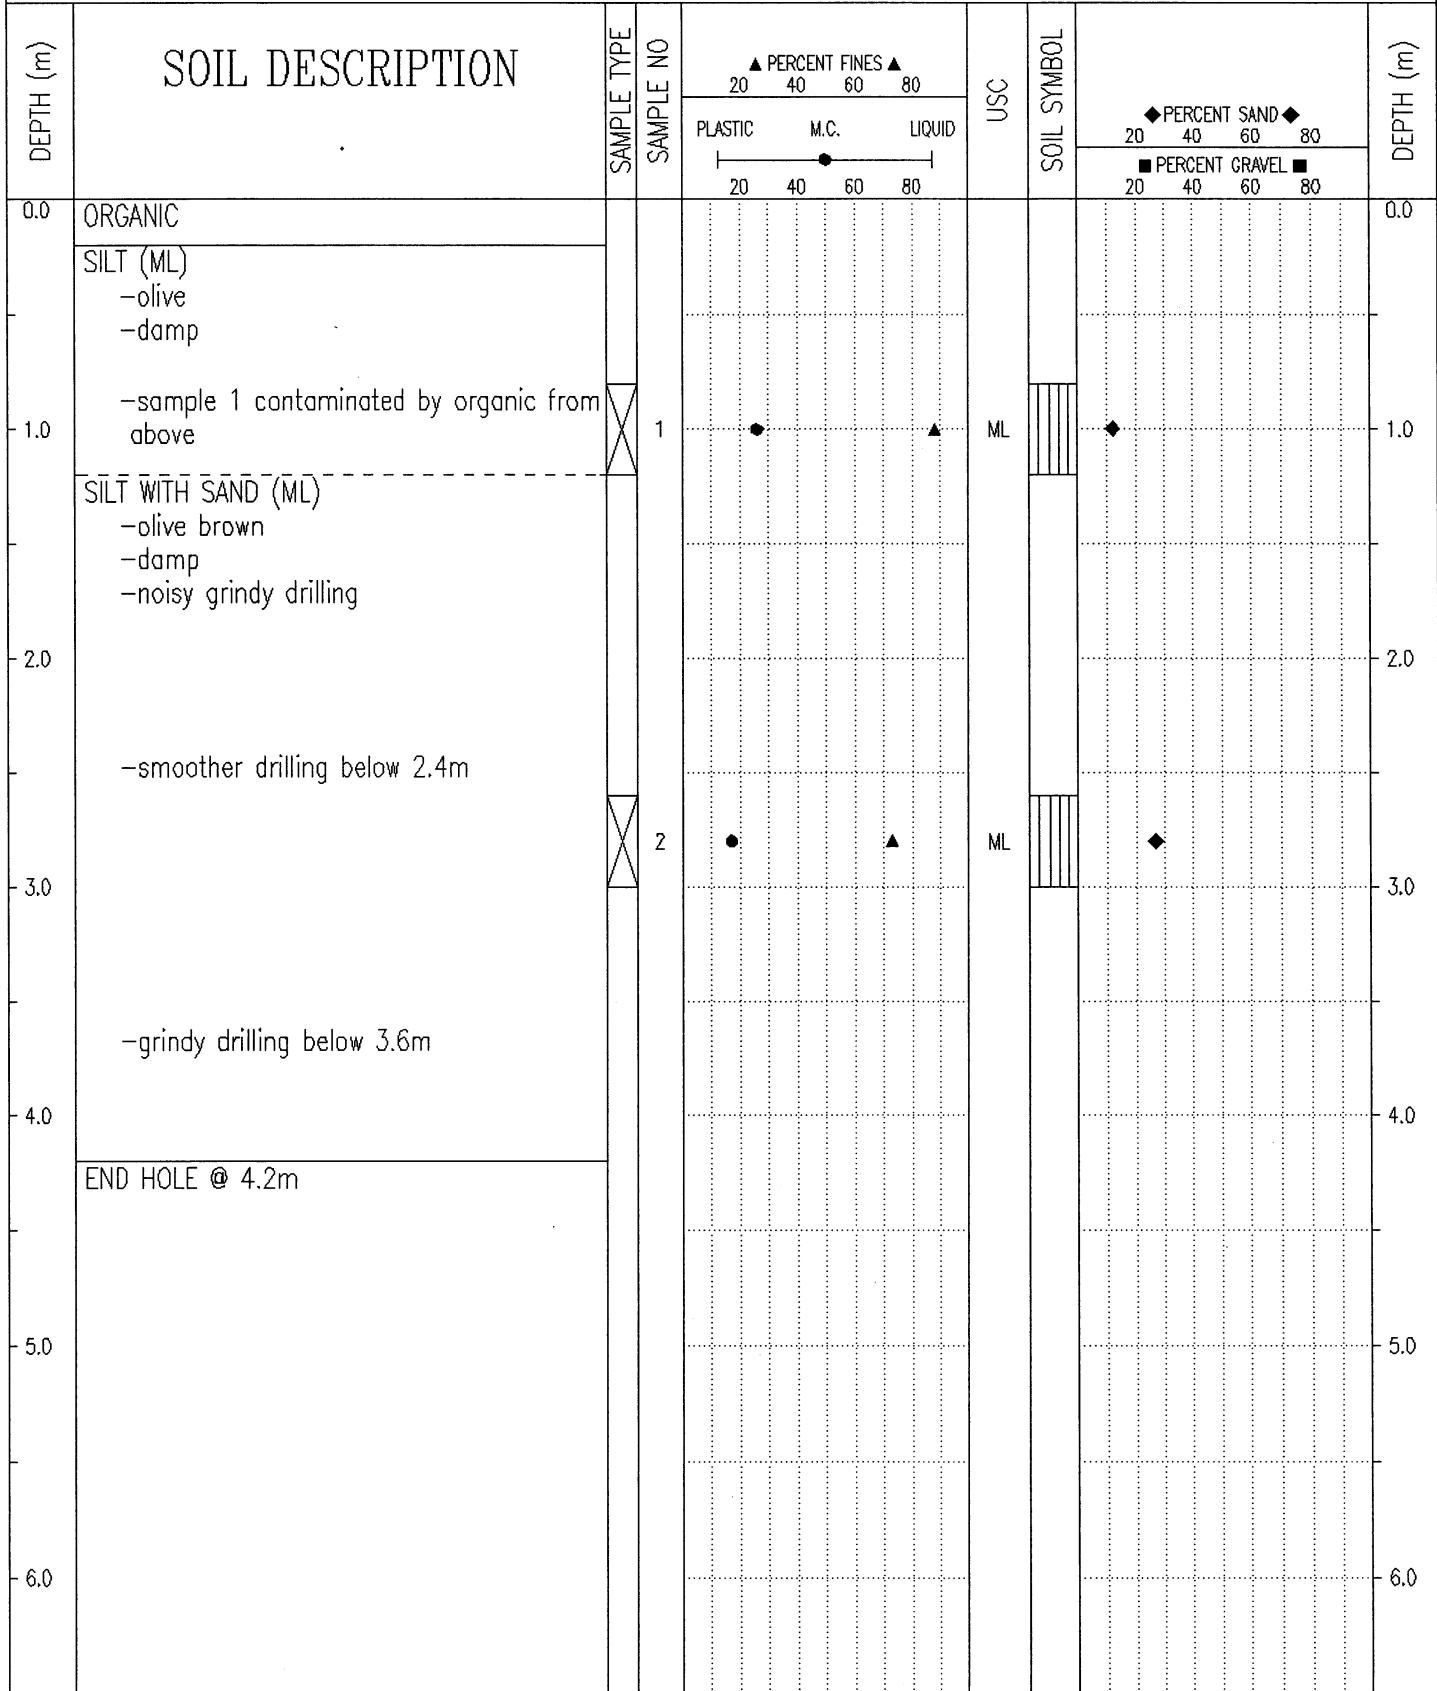 DEPTH (m)
SOIL DESCRIPTION
SAMPLE TYPE
SAMPLE NO
▲ PERCENT FINES ▲
20 40 60 80
PLASTIC M.C. LIQUID
20 40 60 80
USC
SOIL SYMBOL
◆PERCENT SAND◆
20 40 60 80
■ PERCENT GRAVEL ■
20 40 60 80
DEPTH (m)
0.0 ORGANIC 0.0
SILT (ML)
-olive
-damp
-sample 1 contaminated by organic from
1.0 above 1 ML 1.0
SILT WITH SAND (ML)
-olive brown
-damp
-noisy grindy drilling
2.0 2.0
-smoother drilling below 2.4m
2 ML
3.0 3.0
-grindy drilling below 3.6m
4.0 4.0
END HOLE @ 4.2m
5.0 5.0
6.0 6.0